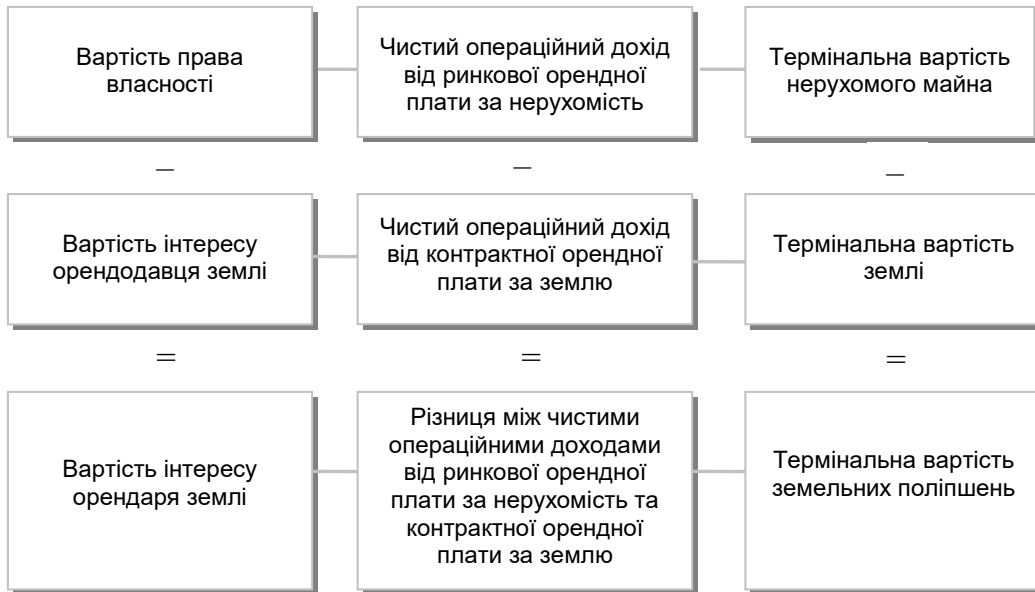 Вартість права
власності
Чистий операційний дохід
від ринкової орендної
плати за нерухомість
Термінальна вартість
нерухомого майна
–
–
–
Вартість інтересу
орендодавця землі
Чистий операційний дохід
від контрактної орендної
плати за землю
Термінальна вартість
землі
=
=
=
Вартість інтересу
орендаря землі
Різниця між чистими
операційними доходами
від ринкової орендної
плати за нерухомість та
контрактної орендної
плати за землю
Термінальна вартість
земельних поліпшень